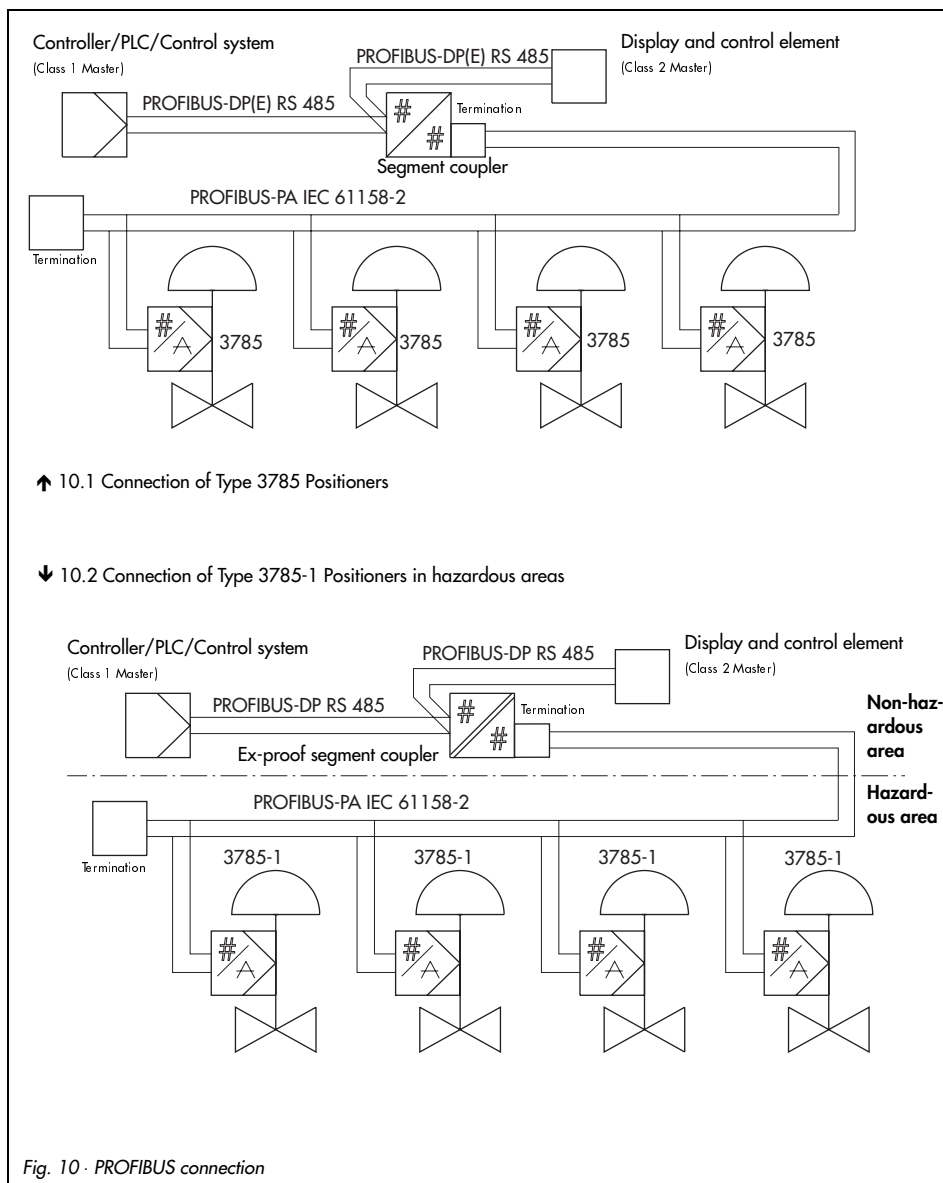 Controller/PLC/Control system
(Class 1 Master)
PROFIBUS-DP(E) RS 485
Display and control element
(Class 2 Master)
PROFIBUS-DP(E) RS 485
#
#
Termination
Segment coupler
PROFIBUS-PA IEC 61158-2
Termination
#
A
3785
#
A
3785
#
A
3785
#
A
3785
↑ 10.1 Connection of Type 3785 Positioners
↓ 10.2 Connection of Type 3785-1 Positioners in hazardous areas
Controller/PLC/Control system
(Class 1 Master)
PROFIBUS-DP RS 485
Display and control element
(Class 2 Master)
PROFIBUS-DP RS 485
#
#
Termination
Ex-proof segment coupler
Non-haz-
ardous
area
Hazard-
ous area
PROFIBUS-PA IEC 61158-2
Termination
3785-1
3785-1
3785-1
3785-1
#
A
#
A
#
A
#
A
Fig. 10 · PROFIBUS connection